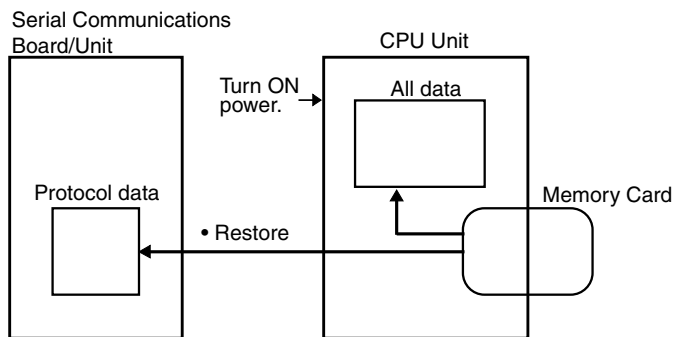 Serial Communications
Board/Unit
CPU Unit
Turn ON
power.
All data
Protocol data
Memory Card
• Restore